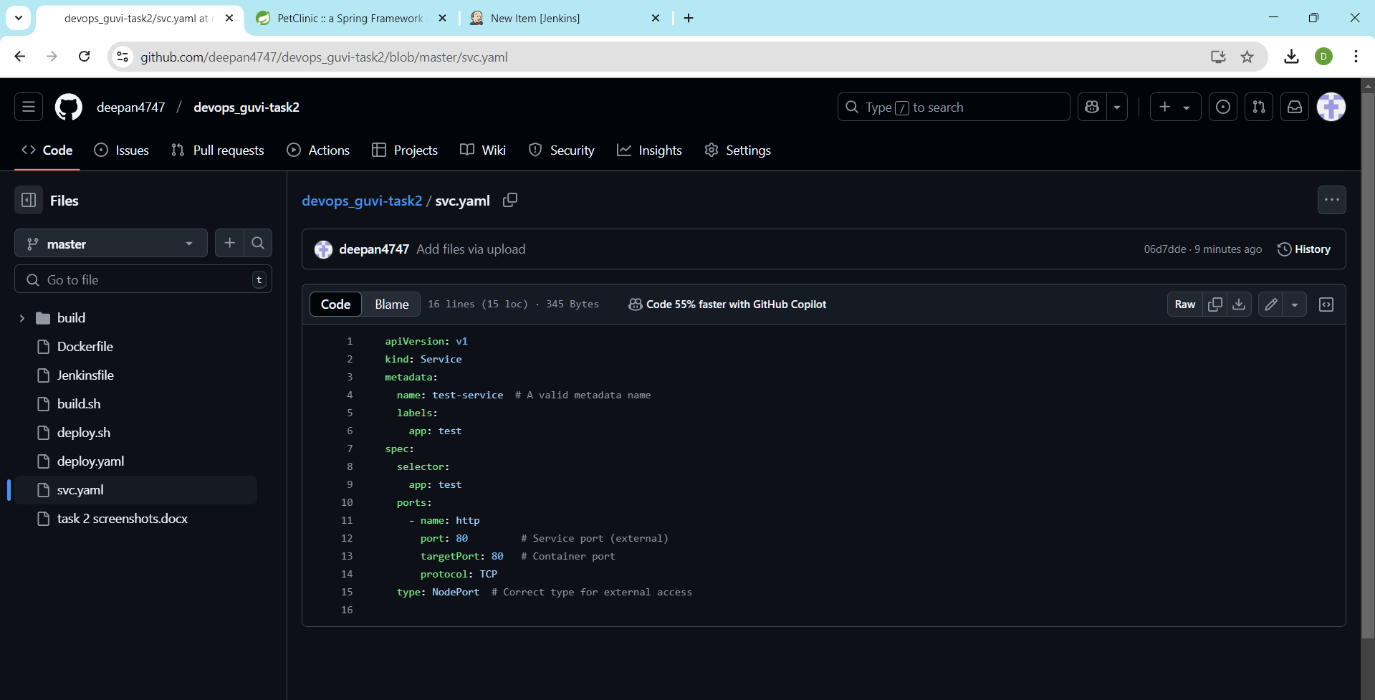 devops_guvi-task2/svc.yaml at
PetClinic :: a Spring Framework
New Item [Jenkins]
github.com/deepan4747/devops_guvi-task2/blob/master/svc.yaml
D
deepan4747 / devops_guvi-task2
Type / to search
Code
Issues
Pull requests
Actions
Projects
Wiki
Security
Insights
Settings
Files
master
Go to file
t
build
Dockerfile
Jenkinsfile
build.sh
deploy.sh
deploy.yaml
svc.yaml
task 2 screenshots.docx
devops_guvi-task2 / svc.yaml
deepan4747 Add files via upload
06d7dde · 9 minutes ago
History
Code
Blame
16 lines (15 loc) · 345 Bytes
Code 55% faster with GitHub Copilot
Raw
1 apiVersion: v1
2 kind: Service
3 metadata:
4   name: test-service  # A valid metadata name
5   labels:
6     app: test
7 spec:
8   selector:
9     app: test
10   ports:
11     - name: http
12       port: 80         # Service port (external)
13       targetPort: 80   # Container port
14       protocol: TCP
15   type: NodePort  # Correct type for external access
16